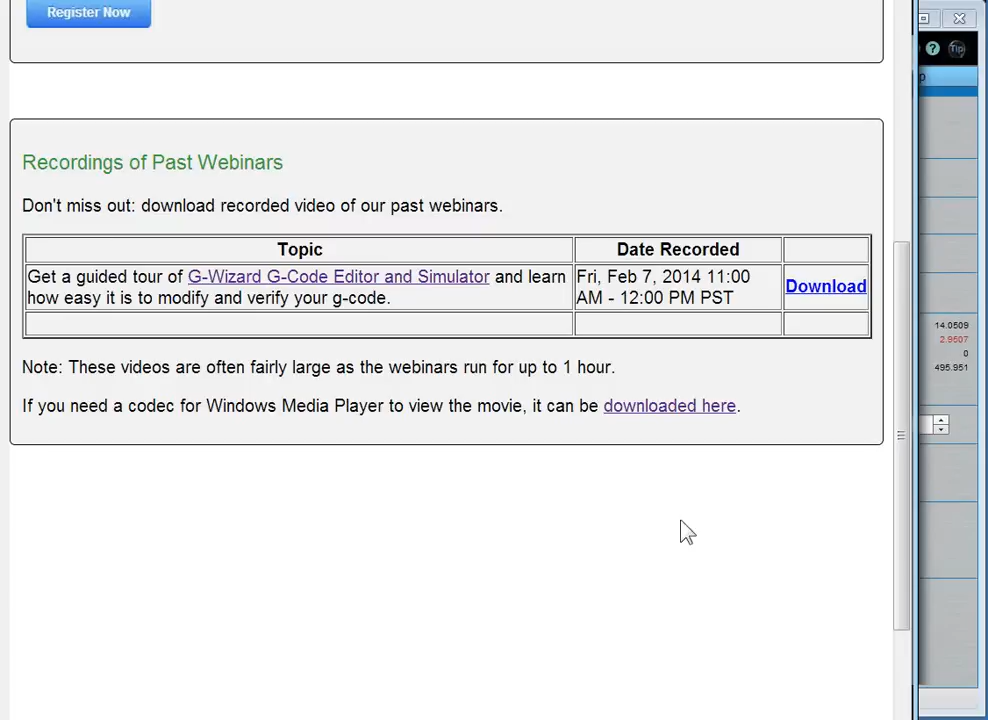 Register Now
?
Tip
p
Recordings of Past Webinars
Don't miss out: download recorded video of our past webinars.
Topic
Date Recorded
Get a guided tour of G-Wizard G-Code Editor and Simulator and learn
how easy it is to modify and verify your g-code.
Fri, Feb 7, 2014 11:00
AM - 12:00 PM PST
Download
Note: These videos are often fairly large as the webinars run for up to 1 hour.
If you need a codec for Windows Media Player to view the movie, it can be downloaded here.
14.0509
2.9507
0
495.951